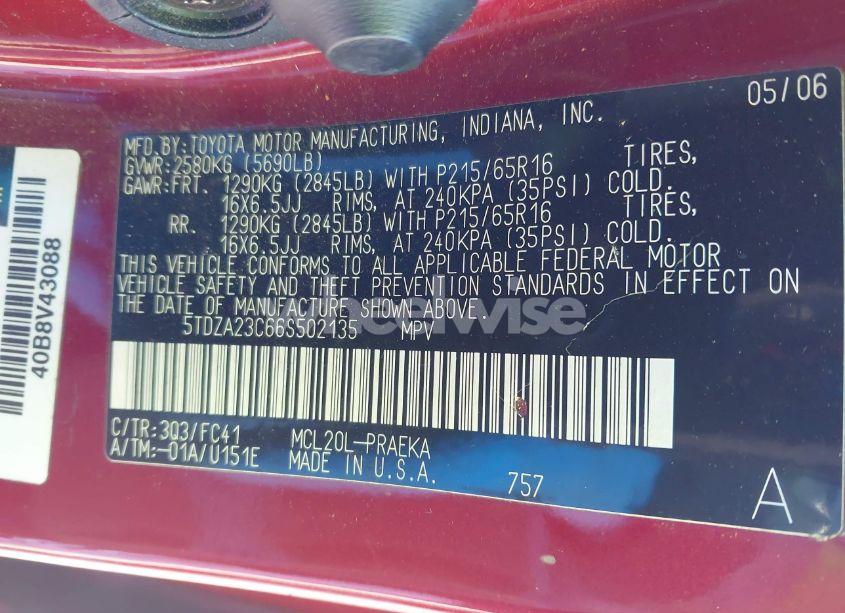 05/06
MFD.BY:TOYOTA MOTOR MANUFACTURING, INDIANA, INC.
GVWR:2580KG (5690LB)
GAWR:FRT. 1290KG (2845LB) WITH P215/65R16 TIRES,
16X6.5JJ RIMS, AT 240KPA (35PSI) COLD.
RR. 1290KG (2845LB) WITH P215/65R16 TIRES,
16X6.5JJ RIMS, AT 240KPA (35PSI) COLD.
THIS VEHICLE CONFORMS TO ALL APPLICABLE FEDERAL MOTOR
VEHICLE SAFETY AND THEFT PREVENTION STANDARDS IN EFFECT ON
THE DATE OF MANUFACTURE SHOWN ABOVE.
5TDZA23C66S502135 MPV
C/TR:3Q3/FC41 MCL20L-PRAEKA
A/TM:-01A/U151E MADE IN U.S.A. 757
A
40B8V43088